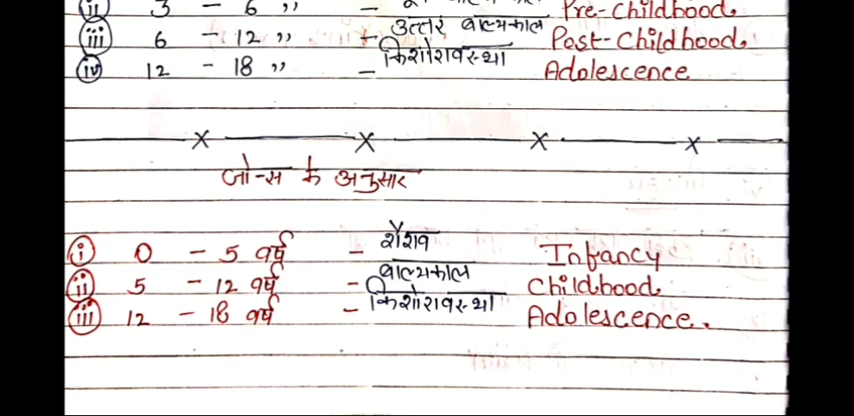 (ii) 3 - 6 ,, - Pre-Childhood.
(iii) 6 - 12 ,, - उत्तर बाल्यकाल Post-Childhood.
(iv) 12 - 18 ,, - किशोरावस्था Adolescence
जोन्स के अनुसार
(i) 0 - 5 वर्ष - शैशव Infancy
(ii) 5 - 12 वर्ष - बाल्यकाल Childhood.
(iii) 12 - 18 वर्ष - किशोरावस्था Adolescence.